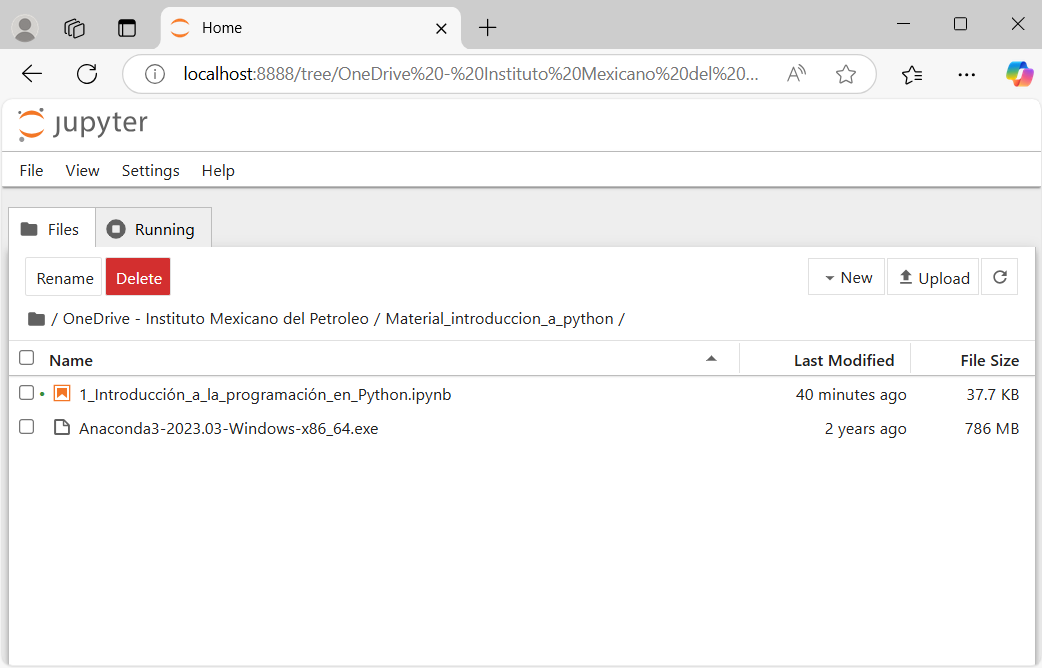 Home
localhost:8888/tree/OneDrive%20-%20Instituto%20Mexicano%20del%20...
jupyter
File View Settings Help
Files Running
Rename Delete New Upload
/ OneDrive - Instituto Mexicano del Petroleo / Material_introduccion_a_python /
Name Last Modified File Size
1_Introducción_a_la_programación_en_Python.ipynb 40 minutes ago 37.7 KB
Anaconda3-2023.03-Windows-x86_64.exe 2 years ago 786 MB